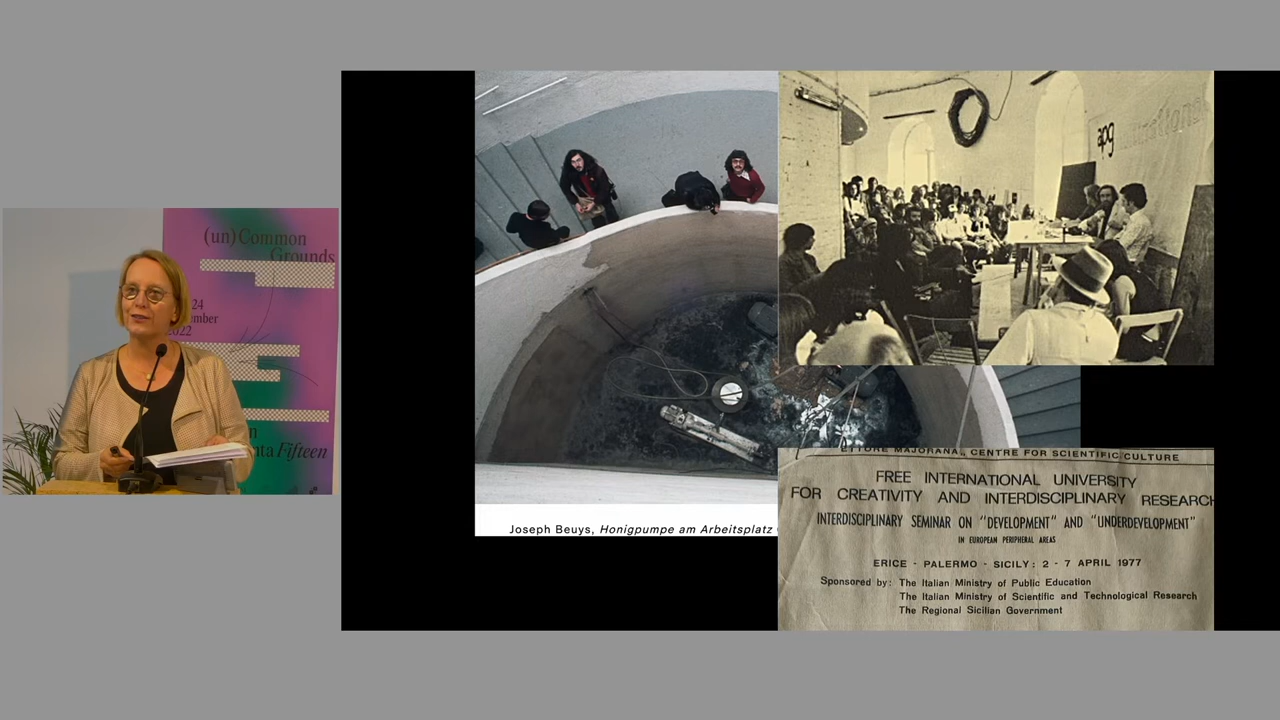 (un)Common
Grounds
24
ember
2022
Fifteen
Joseph Beuys, Honigpumpe am Arbeitsplatz
apg
ETTORE MAJORANA, CENTRE FOR SCIENTIFIC CULTURE
FREE INTERNATIONAL UNIVERSITY
FOR CREATIVITY AND INTERDISCIPLINARY RESEARCH
INTERDISCIPLINARY SEMINAR ON "DEVELOPMENT" AND "UNDERDEVELOPMENT"
IN EUROPEAN PERIPHERAL AREAS
ERICE - PALERMO - SICILY: 2 - 7 APRIL 1977
Sponsored by: The Italian Ministry of Public Education
The Italian Ministry of Scientific and Technological Research
The Regional Sicilian Government